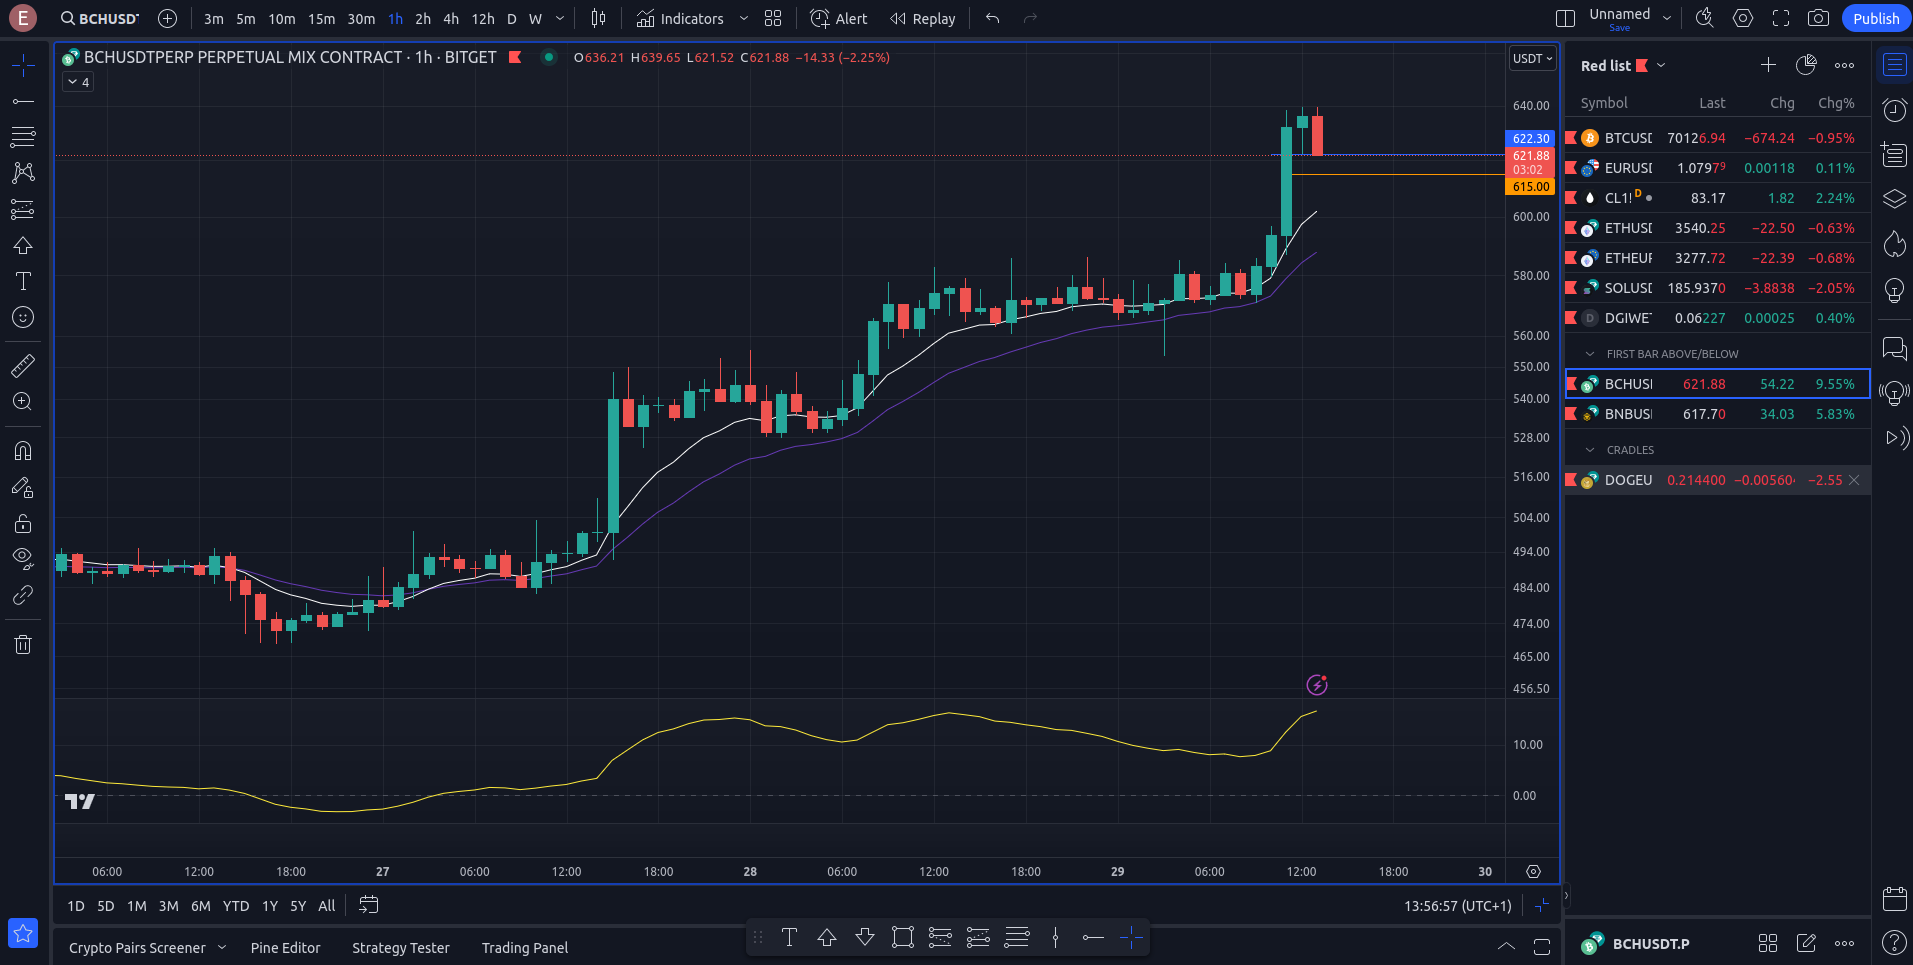 E BCHUSDT 3m 5m 10m 15m 30m 1h 2h 4h 12h D W Indicators Alert Replay Unnamed Save Publish
BCHUSDTPERP PERPETUAL MIX CONTRACT · 1h · BITGET O636.21 H639.65 L621.52 C621.88 −14.33 (−2.25%)
4
USDT
640.00
622.30
621.88
03:02
615.00
600.00
580.00
560.00
550.00
540.00
528.00
516.00
504.00
494.00
484.00
474.00
465.00
456.50
10.00
0.00
06:00 12:00 18:00 27 06:00 12:00 18:00 28 06:00 12:00 18:00 29 06:00 12:00 18:00 30
1D 5D 1M 3M 6M YTD 1Y 5Y All 13:56:57 (UTC+1)
Crypto Pairs Screener Pine Editor Strategy Tester Trading Panel
Red list
Symbol Last Chg Chg%
BTCUSD 70126.94 −674.24 −0.95%
EURUSD 1.07979 0.00118 0.11%
CL1! D 83.17 1.82 2.24%
ETHUSD 3540.25 −22.50 −0.63%
ETHEUR 3277.72 −22.39 −0.68%
SOLUSD 185.9370 −3.8838 −2.05%
D DGIWE 0.06227 0.00025 0.40%
FIRST BAR ABOVE/BELOW
BCHUSI 621.88 54.22 9.55%
BNBUSI 617.70 34.03 5.83%
CRADLES
DOGEU 0.214400 −0.00560 −2.55
BCHUSDT.P